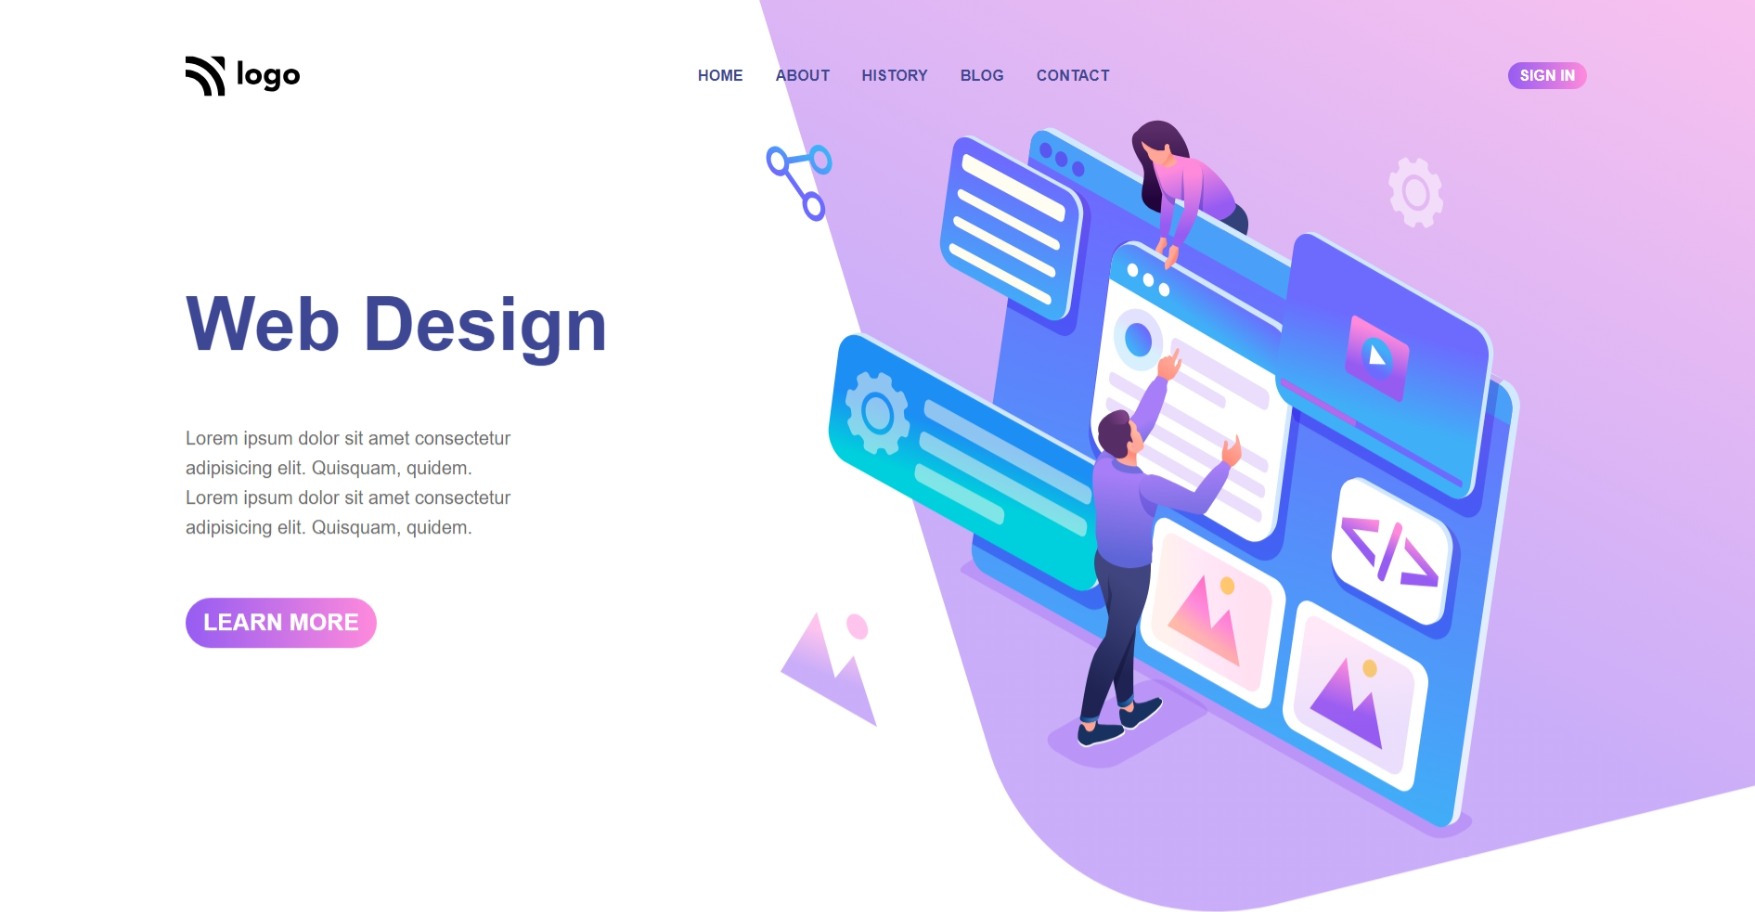 logo
HOME ABOUT HISTORY BLOG CONTACT
SIGN IN
Web Design
Lorem ipsum dolor sit amet consectetur
adipisicing elit. Quisquam, quidem.
Lorem ipsum dolor sit amet consectetur
adipisicing elit. Quisquam, quidem.
LEARN MORE
</>